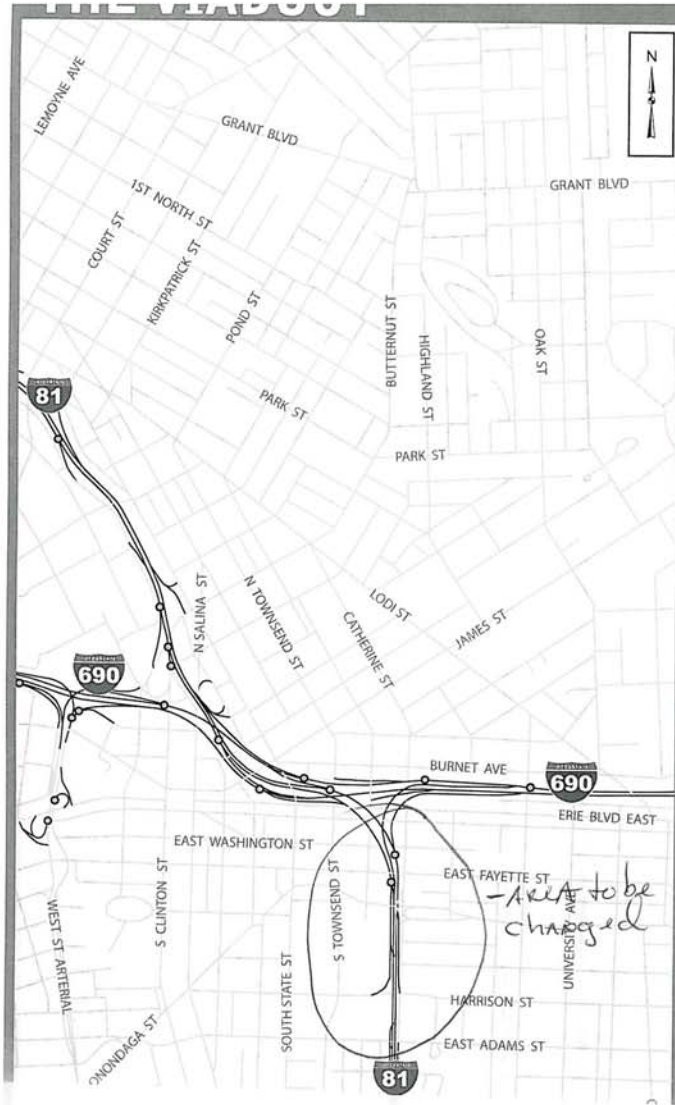 THE VIADUCT
N
LEMOYNE AVE
GRANT BLVD
GRANT BLVD
1ST NORTH ST
COURT ST
KIRKPATRICK ST
POND ST
BUTTERNUT ST
HIGHLAND ST
OAK ST
81
PARK ST
PARK ST
N SALINA ST
N TOWNSEND ST
LODI ST
CATHERINE ST
JAMES ST
690
BURNET AVE
690
ERIE BLVD EAST
EAST WASHINGTON ST
S CLINTON ST
S TOWNSEND ST
EAST FAYETTE ST
- AREA to be
changed
UNIVERSITY AVE
WEST ST ARTERIAL
SOUTH STATE ST
HARRISON ST
ONONDAGA ST
EAST ADAMS ST
81